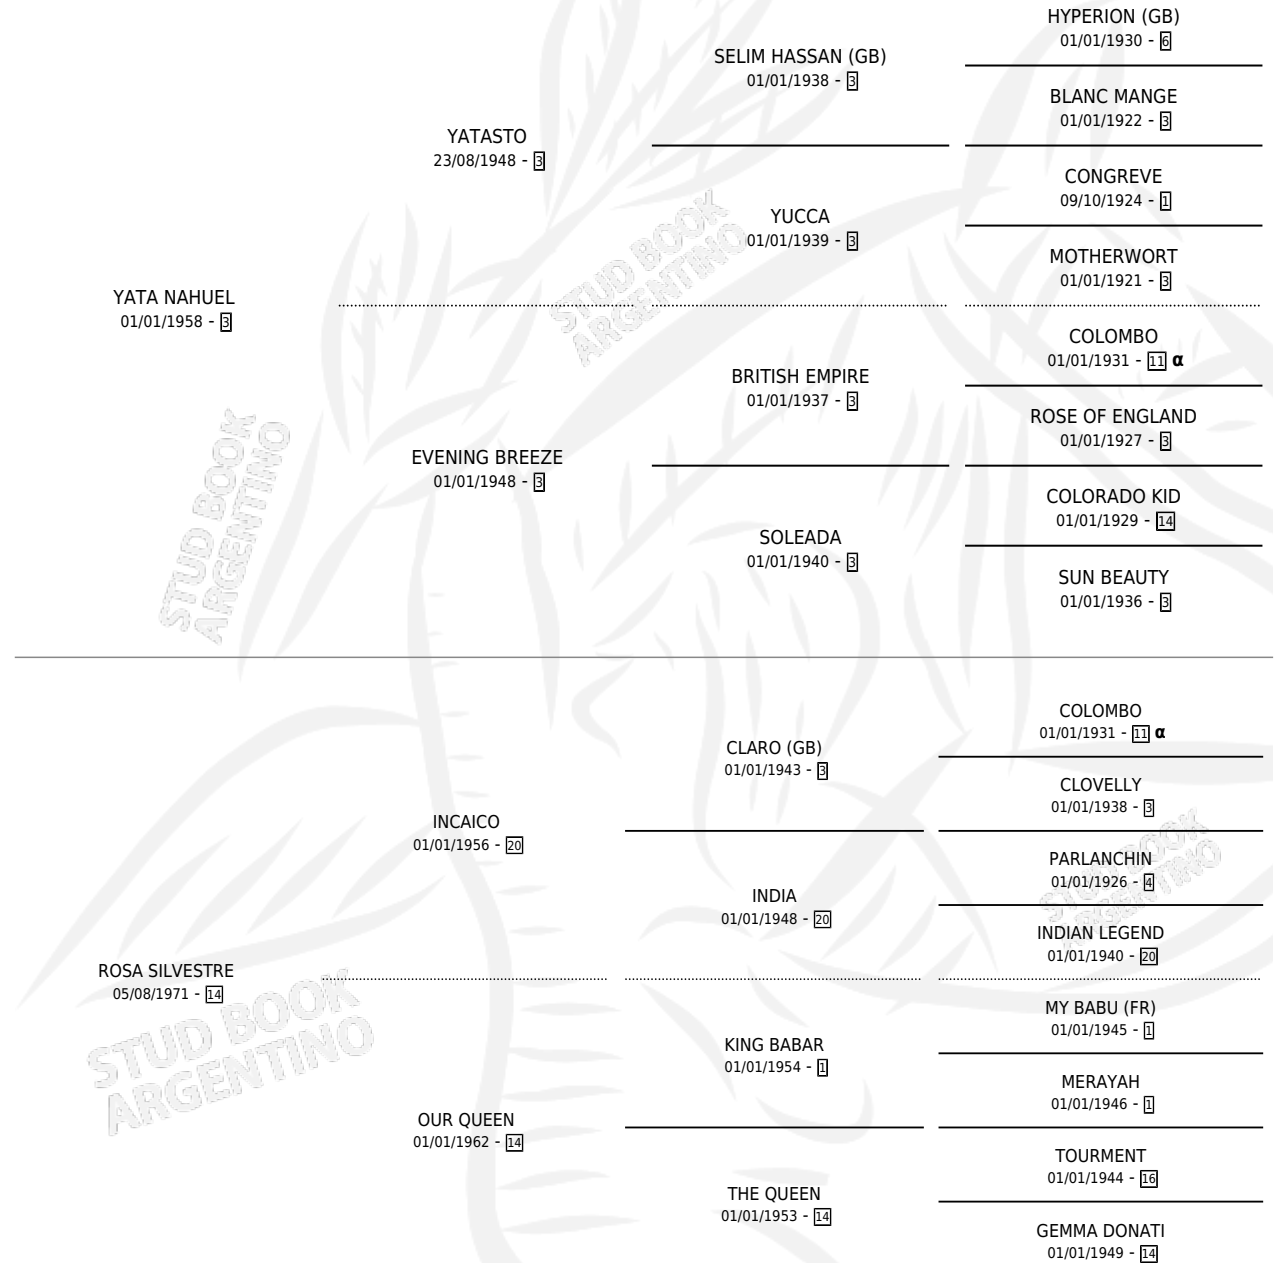 HYPERION (GB)
01/01/1930 - 6
SELIM HASSAN (GB)
01/01/1938 - 3
BLANC MANGE
01/01/1922 - 3
YATASTO
23/08/1948 - 3
CONGREVE
09/10/1924 - 1
YUCCA
01/01/1939 - 3
MOTHERWORT
01/01/1921 - 3
YATA NAHUEL
01/01/1958 - 3
COLOMBO
01/01/1931 - 11 α
BRITISH EMPIRE
01/01/1937 - 3
ROSE OF ENGLAND
01/01/1927 - 3
EVENING BREEZE
01/01/1948 - 3
COLORADO KID
01/01/1929 - 14
SOLEADA
01/01/1940 - 3
SUN BEAUTY
01/01/1936 - 3
COLOMBO
01/01/1931 - 11 α
CLARO (GB)
01/01/1943 - 3
CLOVELLY
01/01/1938 - 3
INCAICO
01/01/1956 - 20
PARLANCHIN
01/01/1926 - 4
INDIA
01/01/1948 - 20
INDIAN LEGEND
01/01/1940 - 20
ROSA SILVESTRE
05/08/1971 - 14
MY BABU (FR)
01/01/1945 - 1
KING BABAR
01/01/1954 - 1
MERAYAH
01/01/1946 - 1
OUR QUEEN
01/01/1962 - 14
TOURMENT
01/01/1944 - 16
THE QUEEN
01/01/1953 - 14
GEMMA DONATI
01/01/1949 - 14
STUD BOOK
ARGENTINO
STUD BOOK
ARGENTINO
STUD BOOK
ARGENTINO
STUD BOOK
ARGENTINO